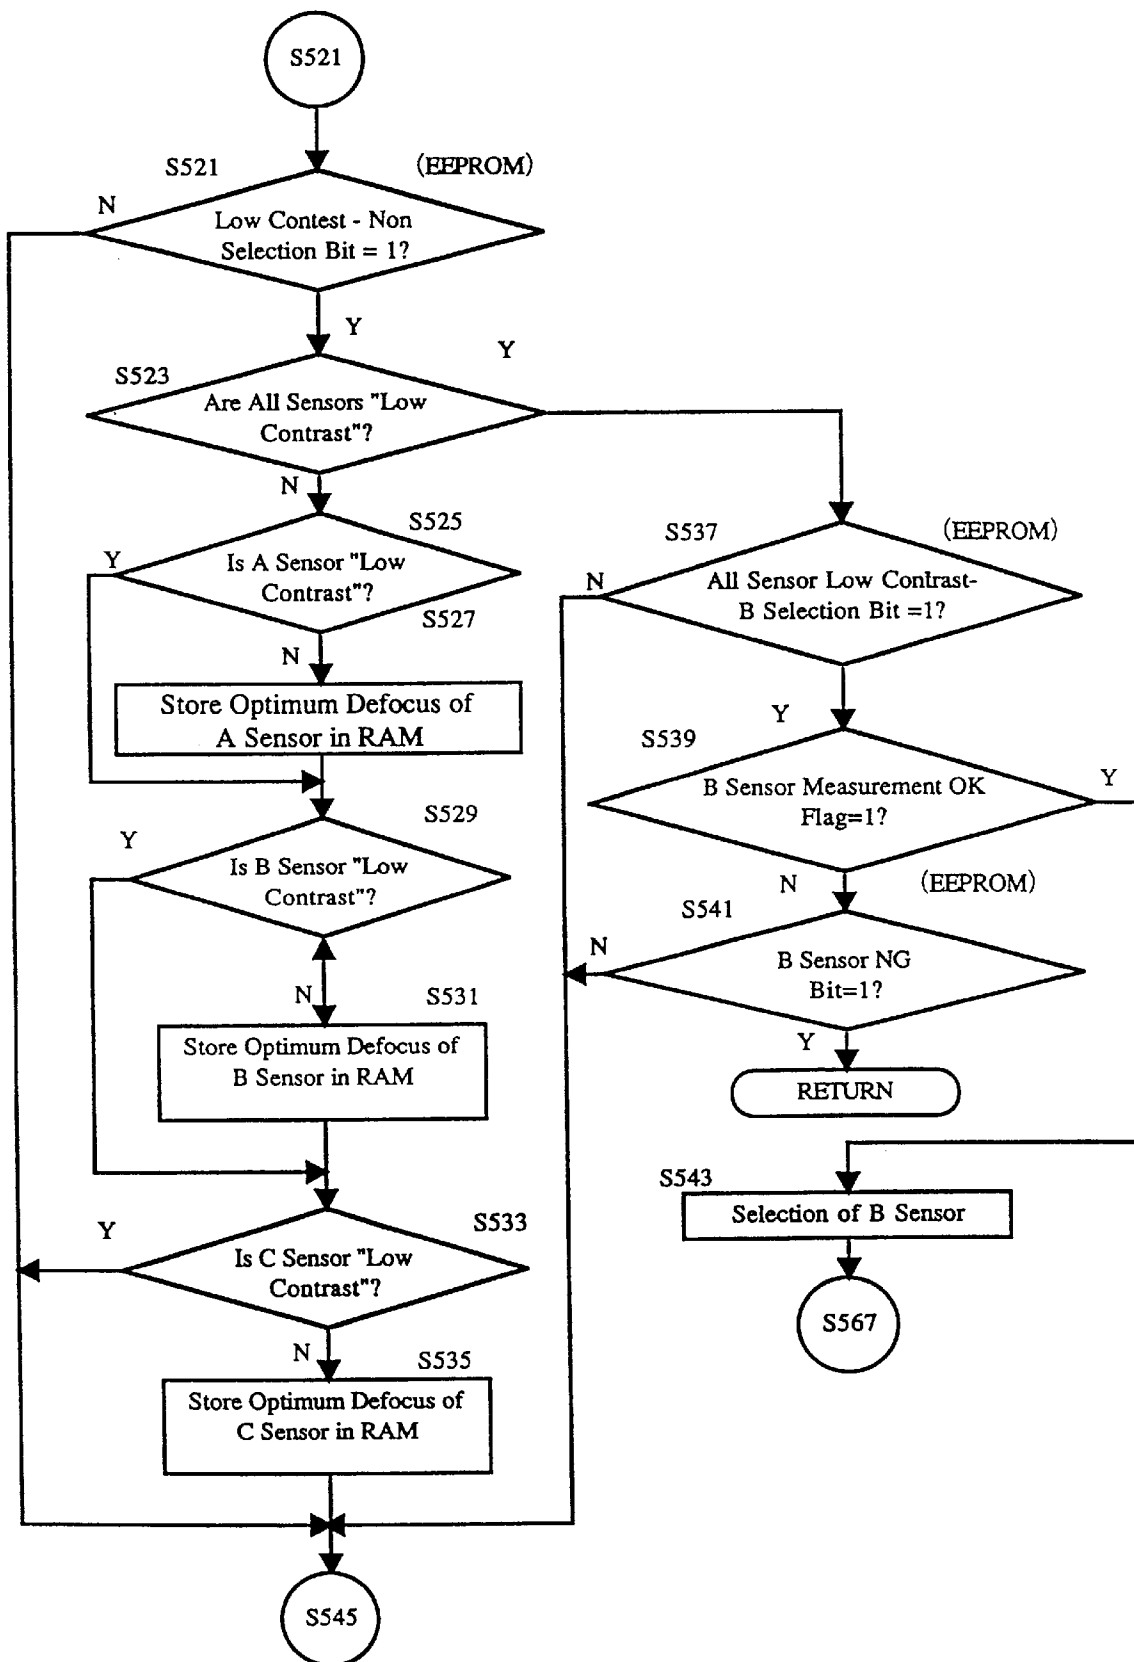 S521
S521
(EEPROM)
N
Low Contest - Non
Selection Bit = 1?
Y
Y
S523
Are All Sensors "Low
Contrast"?
N
S525
Y
Is A Sensor "Low
Contrast"?
S527
N
Store Optimum Defocus of
A Sensor in RAM
S529
Y
Is B Sensor "Low
Contrast"?
N
S531
Store Optimum Defocus of
B Sensor in RAM
S533
Y
Is C Sensor "Low
Contrast"?
N
S535
Store Optimum Defocus of
C Sensor in RAM
S545
S537
(EEPROM)
N
All Sensor Low Contrast-
B Selection Bit =1?
Y
S539
Y
B Sensor Measurement OK
Flag=1?
N
(EEPROM)
S541
N
B Sensor NG
Bit=1?
Y
RETURN
S543
Selection of B Sensor
S567